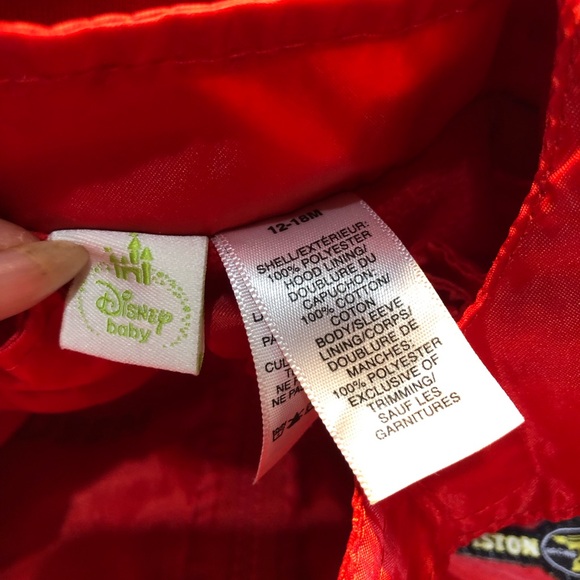 Disney
baby
12-18M
SHELL/EXTÉRIEUR:
100% POLYESTER
HOOD LINING/
DOUBLURE DU
CAPUCHON:
100% COTTON/
COTON
BODY/SLEEVE
LINING/CORPS/
DOUBLURE DE
MANCHES:
100% POLYESTER
EXCLUSIVE OF
TRIMMING/
SAUF LES
GARNITURES